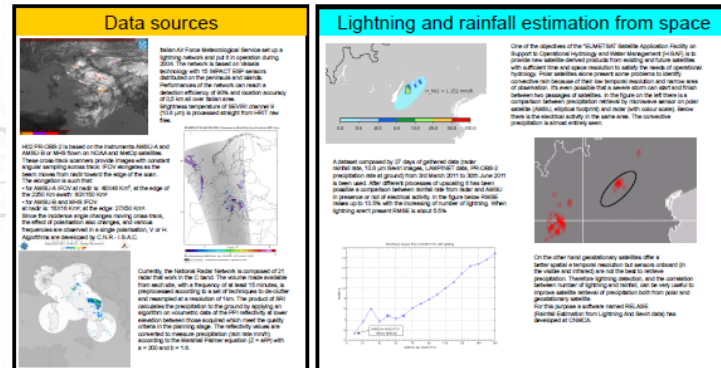 Data sources
Italian Air Force Meteorological Service set up a
lightning network and put it in operation during
2004. The network is based on Vaisala
technology with 15 IMPACT ESP sensors
distributed on the peninsula and islands.
Performances of the network can reach a
detection efficiency of 90% and location accuracy
of 0,5 km all over Italian area.
Brightness temperature of SEVIRI channel 9
(10.8 μm) is processed straight from HRIT raw
files.
H02 PR-OBS-2 is based on the instruments AMSU-A and
AMSU-B or MHS flown on NOAA and MetOp satellites.
These cross-track scanners provide images with constant
angular sampling across track: IFOV elongates as the
beam moves from nadir toward the edge of the scan.
The elongation is such that:
- for AMSU-A IFOV at nadir is: 48X48 Km², at the edge of
the 2250 Km swath: 80X150 Km²
- for AMSU-B and MHS IFOV
at nadir is: 16X16 Km², at the edge: 27X50 Km².
Since the incidence angle changes moving cross-track,
the effect of polarisation also changes, and various
frequencies are observed in a single polarisation, V or H.
Algorithms are developed by C.N.R. - I.S.A.C.
Currently, the National Radar Network is composed of 21
radar that work in the C band. The volume made available
from each site, with a frequency of at least 15 minutes, is
preprocessed according to a set of techniques to de-clutter
and resampled at a resolution of 1km. The product of SRI
calculates the precipitation to the ground by applying an
algorithm on volumetric data of the PPI reflectivity at lower
elevation between those acquired which meet the quality
criteria in the planning stage. The reflectivity values are
converted to measure precipitation (rain rate mm/h)
according to the Marshall Palmer equation (Z = aRᵇ) with
a = 200 and b = 1.6.
Lightning and rainfall estimation from space
One of the objectives of the "EUMETSAT Satellite Application Facility on
Support to Operational Hydrology and Water Management (H-SAF) is to
provide new satellite-derived products from existing and future satellites
with sufficient time and space resolution to satisfy the needs of operational
hydrology. Polar satellites alone present some problems to identify
convective rain because of their low temporal resolution and narrow area
of observation. It's even possible that a severe storm can start and finish
between two passages of satellites. In the figure on the left there is a
comparison between precipitation retrieval by microwave sensor on polar
satellite (AMSU, elliptical footprint) and radar (with colour scale). Below
there is the electrical activity in the same area. The convective
precipitation is almost entirely seen.
A dataset composed by 27 days of gathered data (radar
rainfall rate, 10.8 μm Seviri images, LAMPINET data, PR-OBS-2
precipitation rate at ground) from 3rd March 2011 to 30th June 2011
is been used. After different processes of upscaling it has been
possible a comparison between rainfall rate from radar and AMSU
in presence or not of electrical activity. In the figure below RMSE
raises up to 13.5% with the increasing of number of lightning. When
lightning aren't present RMSE is about 5.5%.
On the other hand geostationary satellites offer a
better spatial e temporal resolution but sensors onboard (in
the visible and infrared) are not the best to retrieve
precipitation. Therefore lightning detection, and the correlation
between number of lightning and rainfall, can be very useful to
improve satellite retrieval of precipitation both from polar and
geostationary satellite.
For this purpose a software named RELASE
(Rainfall Estimation from Lightning And Seviri data) has
developed at CNMCA.